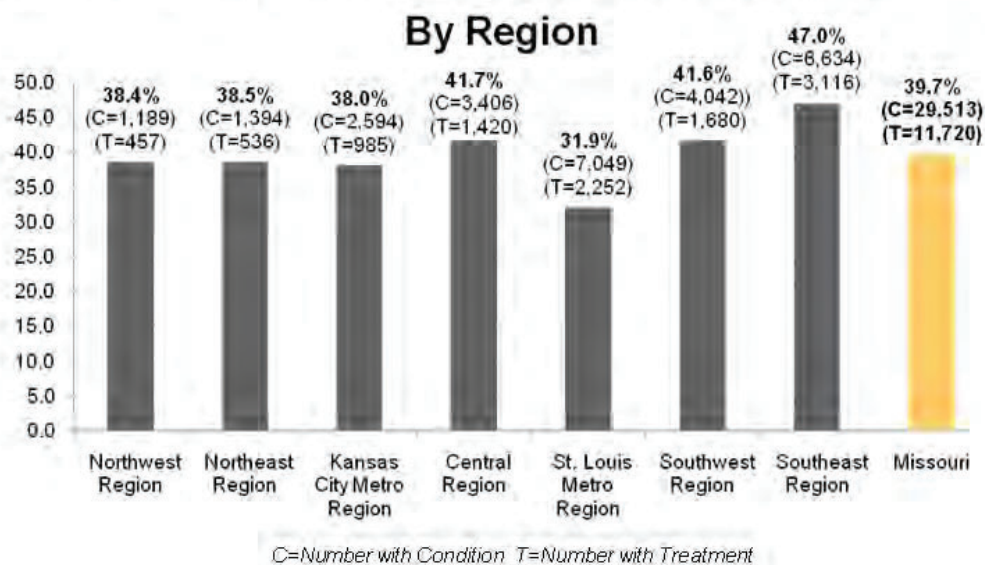 By Region
50.0
45.0
40.0
35.0
30.0
25.0
20.0
15.0
10.0
5.0
0.0
38.4%
(C=1,189)
(T=457)
38.5%
(C=1,394)
(T=536)
38.0%
(C=2,594)
(T=985)
41.7%
(C=3,406)
(T=1,420)
31.9%
(C=7,049)
(T=2,252)
41.6%
(C=4,042))
(T=1,680)
47.0%
(C=6,634)
(T=3,116)
39.7%
(C=29,513)
(T=11,720)
Northwest
Region
Northeast
Region
Kansas
City Metro
Region
Central
Region
St. Louis
Metro
Region
Southwest
Region
Southeast
Region
Missouri
C=Number with Condition T=Number with Treatment